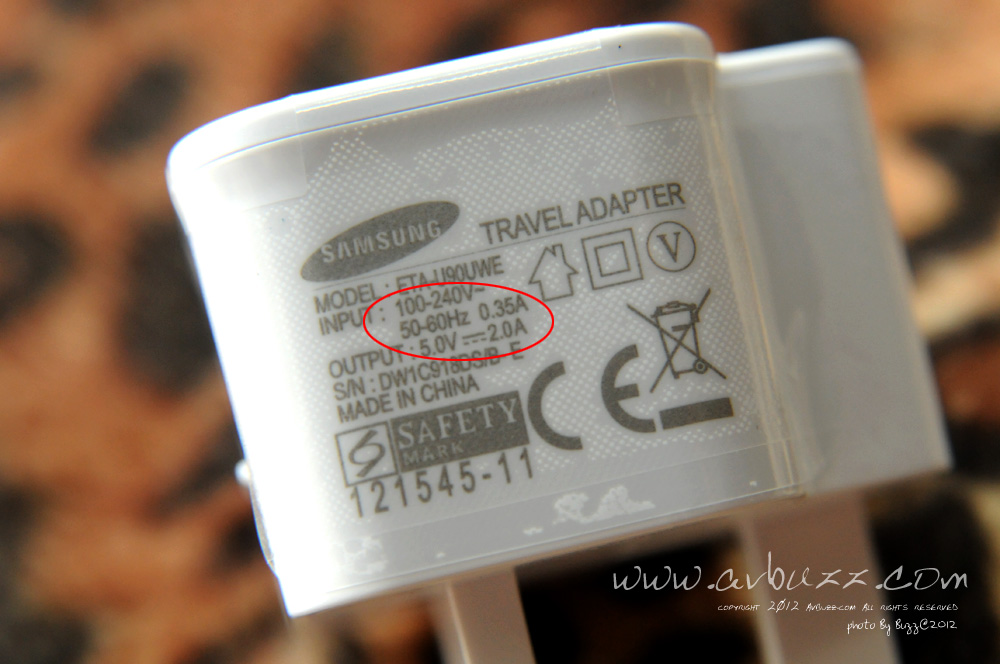 SAMSUNG
TRAVEL ADAPTER
MODEL : ETA-U90UWE
INPUT : 100-240V~
50-60Hz 0.35A
OUTPUT : 5.0V ⎓ 2.0A
S/N : DW1C918DS/B-E
MADE IN CHINA
V
SAFETY
MARK
121545-11
CE
www.avbuzz.com
COPYRIGHT 2012 AVBUZZ.COM ALL RIGHTS RESERVED
photo By Buzz©2012